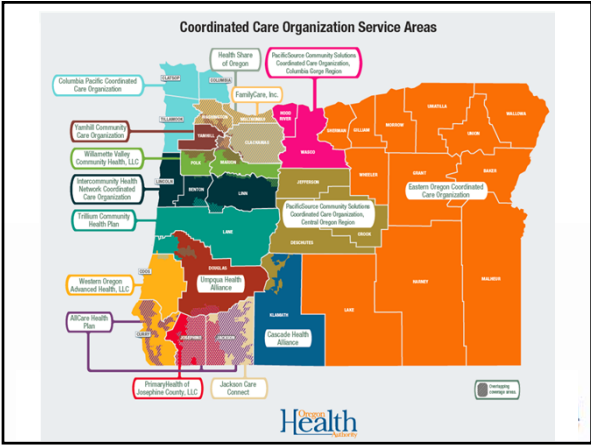 Coordinated Care Organization Service Areas
Health Share
of Oregon
PacificSource Community Solutions
Coordinated Care Organization,
Columbia Gorge Region
Columbia Pacific Coordinated
Care Organization
CLATSOP
COLUMBIA
FamilyCare, Inc.
TILLAMOOK
WASHINGTON
MULTNOMAH
HOOD
RIVER
SHERMAN
GILLIAM
MORROW
UMATILLA
UNION
WALLOWA
Yamhill Community
Care Organization
YAMHILL
CLACKAMAS
WASCO
Willamette Valley
Community Health, LLC
POLK
MARION
WHEELER
GRANT
BAKER
Intercommunity Health
Network Coordinated
Care Organization
LINCOLN
BENTON
LINN
JEFFERSON
Eastern Oregon Coordinated
Care Organization
Trillium Community
Health Plan
LANE
PacificSource Community Solutions
Coordinated Care Organization,
Central Oregon Region
CROOK
DESCHUTES
COOS
DOUGLAS
Umpqua Health
Alliance
Western Oregon
Advanced Health, LLC
LAKE
HARNEY
MALHEUR
AllCare Health
Plan
CURRY
JOSEPHINE
JACKSON
KLAMATH
Cascade Health
Alliance
PrimaryHealth of
Josephine County, LLC
Jackson Care
Connect
Overlapping
coverage areas
Oregon
Health
Authority